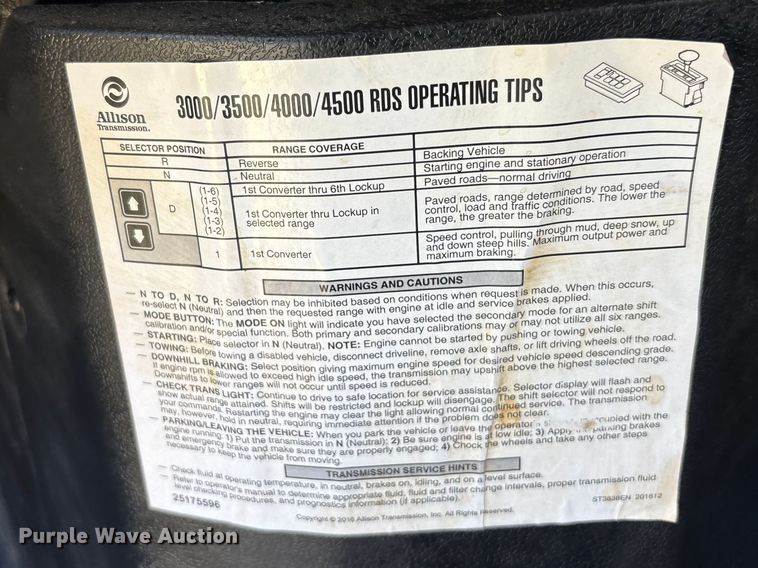 Allison
Transmission.
3000/3500/4000/4500 RDS OPERATING TIPS
SELECTOR POSITION RANGE COVERAGE
R Reverse Backing Vehicle
N Neutral Starting engine and stationary operation
D (1-6) 1st Converter thru 6th Lockup Paved roads—normal driving
(1-5)
(1-4)
(1-3)
(1-2)
1st Converter thru Lockup in
selected range
Paved roads, range determined by road, speed
control, load and traffic conditions. The lower the
range, the greater the braking.
1 1st Converter
Speed control, pulling through mud, deep snow, up
and down steep hills. Maximum output power and
maximum braking.
WARNINGS AND CAUTIONS
— N TO D, N TO R: Selection may be inhibited based on conditions when request is made. When this occurs,
re-select N (Neutral) and then the requested range with engine at idle and service brakes applied.
— MODE BUTTON: The MODE ON light will indicate you have selected the secondary mode for an alternate shift
calibration and/or special function. Both primary and secondary calibrations may or may not utilize all six ranges.
— STARTING: Place selector in N (Neutral). NOTE: Engine cannot be started by pushing or towing vehicle.
— TOWING: Before towing a disabled vehicle, disconnect driveline, remove axle shafts, or lift driving wheels off the road.
— DOWNHILL BRAKING: Select position giving maximum engine speed for desired vehicle speed descending grade.
If engine rpm is allowed to exceed high idle speed, the transmission may upshift above the highest selected range.
Downshifts to lower ranges will not occur until speed is reduced.
— CHECK TRANS LIGHT: Continue to drive to safe location for service assistance. Selector display will flash and
show actual range attained. Shifts will be restricted and lockup will disengage. The shift selector will not respond to
your commands. Restarting the engine may clear the light allowing normal continued service. The transmission
may, however, hold in neutral, requiring immediate attention if the problem does not clear.
— PARKING/LEAVING THE VEHICLE: When you park the vehicle or leave the operator's coupled with the
engine running: 1) Put the transmission in N (Neutral); 2) Be sure engine is at low idle; 3) Apply the parking brakes
and emergency brake and make sure they are properly engaged; 4) Chock the wheels and take any other steps
necessary to keep the vehicle from moving.
TRANSMISSION SERVICE HINTS
— Check fluid at operating temperature, in neutral, brakes on, idling, and on a level surface.
— Refer to operator's manual to determine appropriate fluid, fluid and filter change intervals, proper transmission fluid
level checking procedures, and prognostics information (if applicable).
25175596
ST3638EN 201612
Copyright © 2016 Allison Transmission, Inc. All Rights Reserved.
Purple Wave Auction